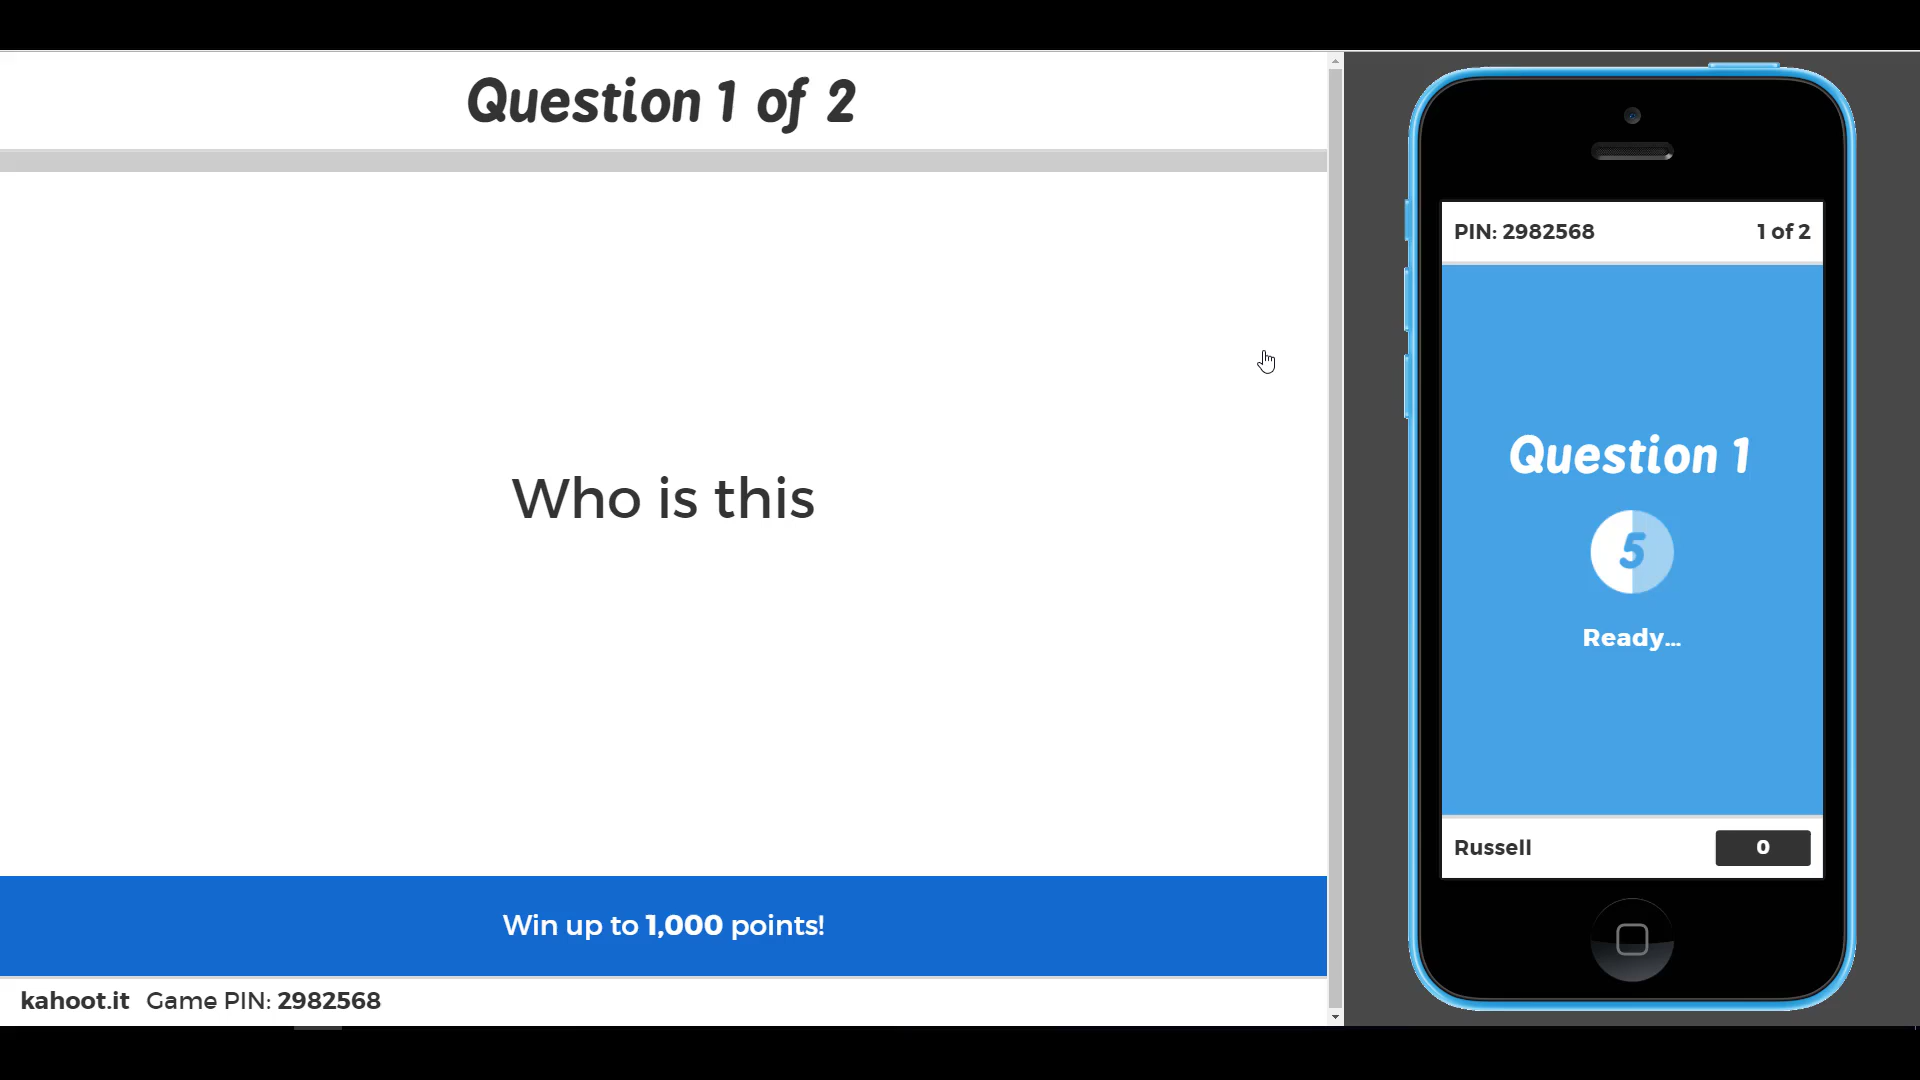 Question 1 of 2
Who is this
Win up to 1,000 points!
kahoot.it Game PIN: 2982568
PIN: 2982568 1 of 2
Question 1
5
Ready...
Russell 0